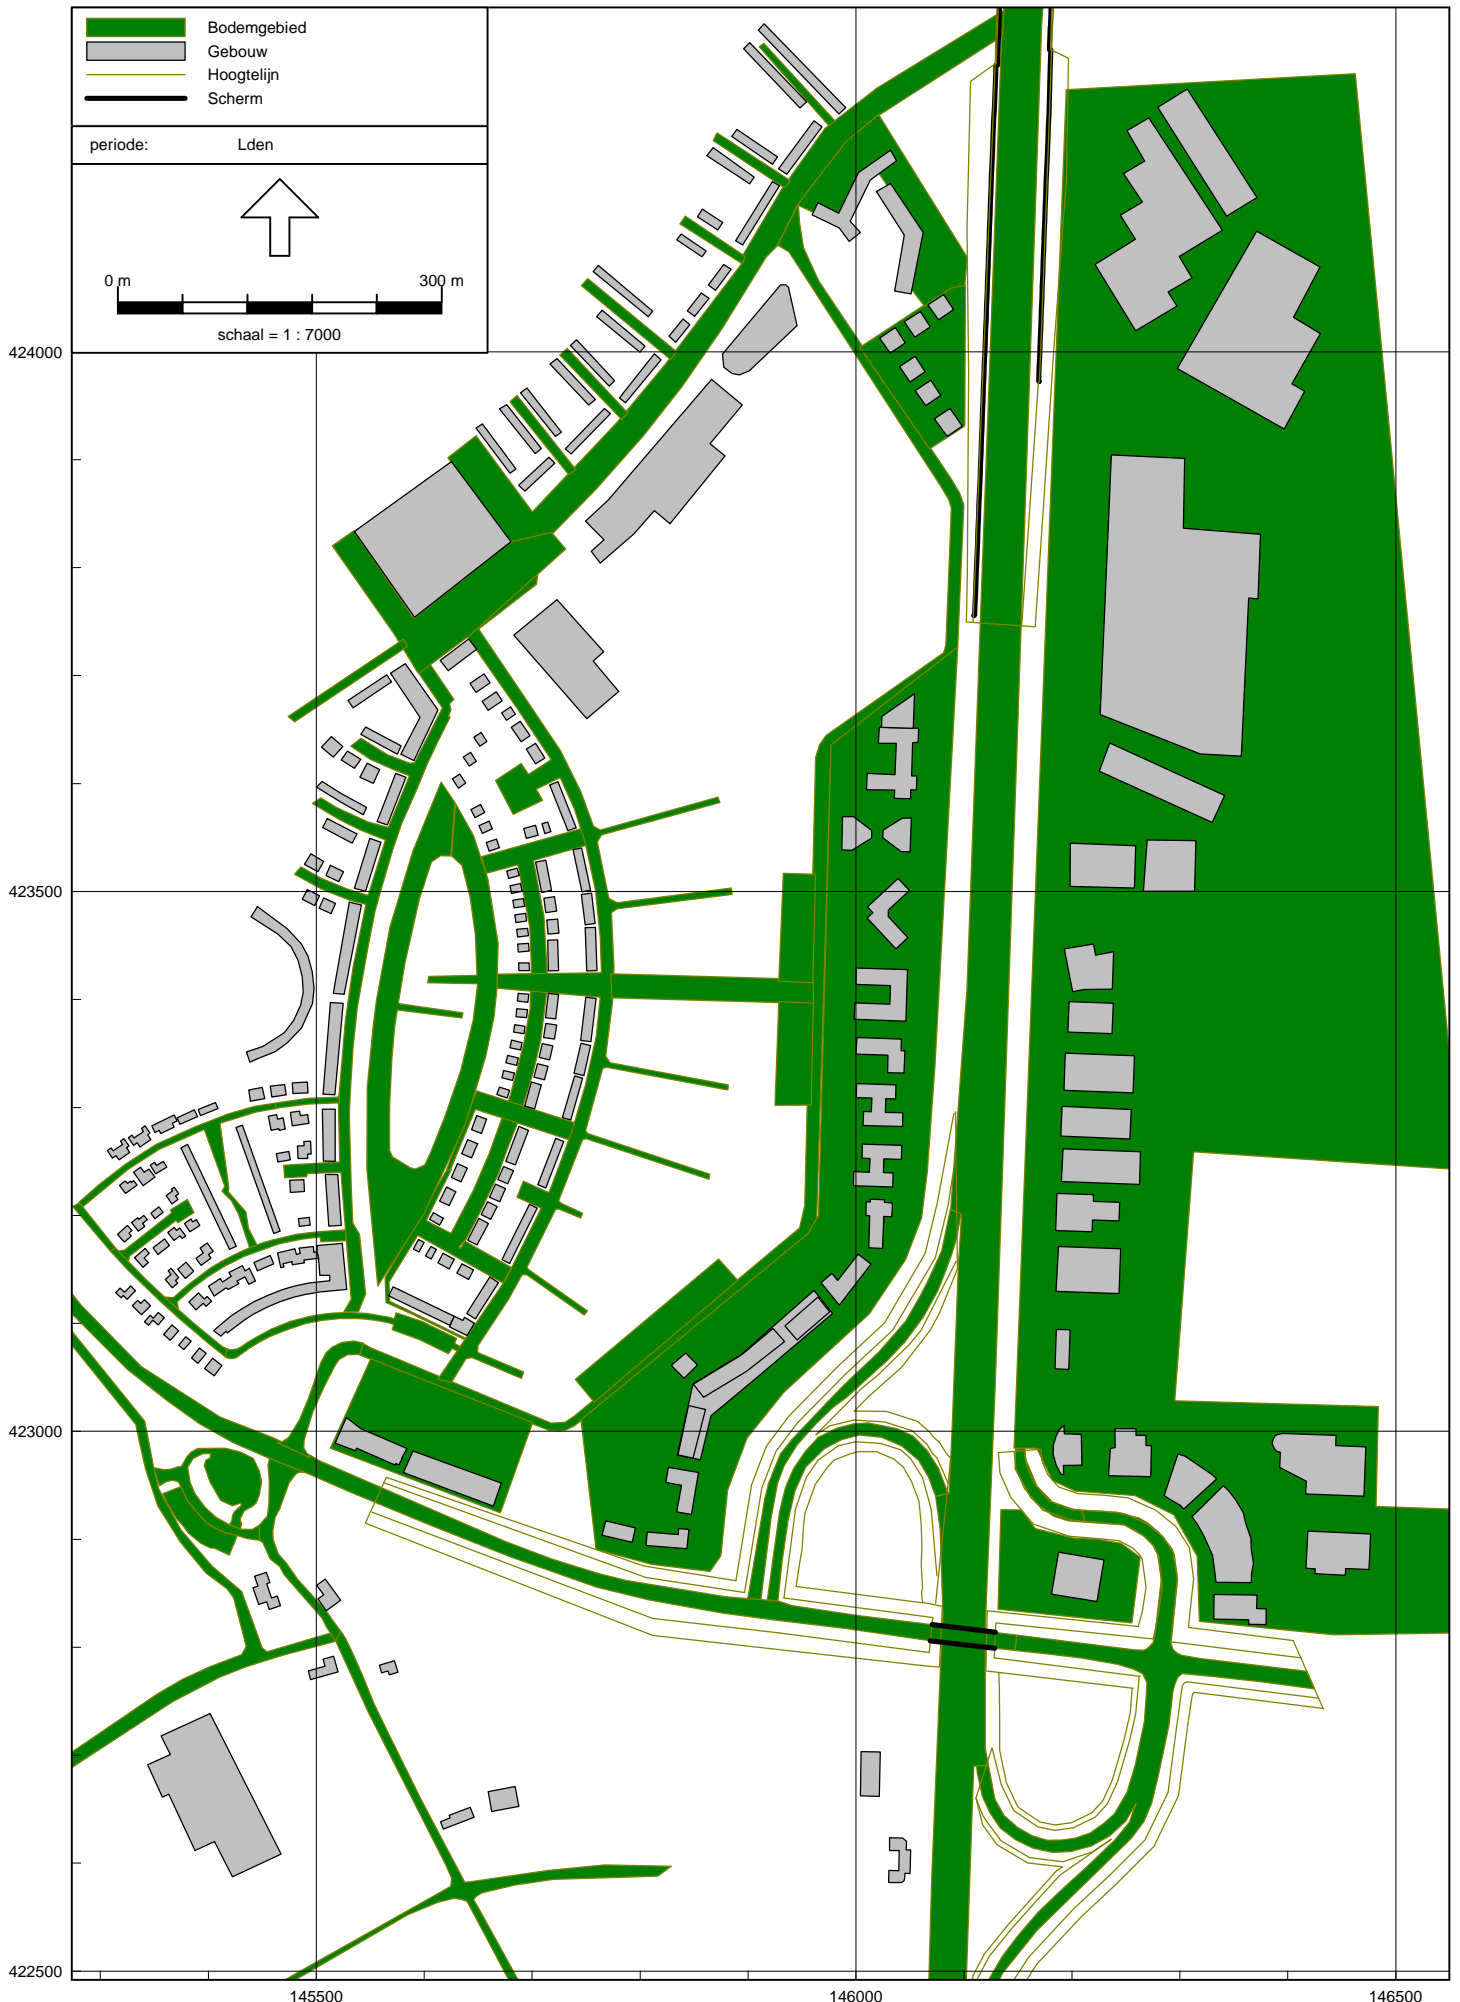 Bodemgebied
Gebouw
Hoogtelijn
Scherm
periode: Lden
0 m 300 m
schaal = 1 : 7000
424000
423500
423000
422500
145500 146000 146500